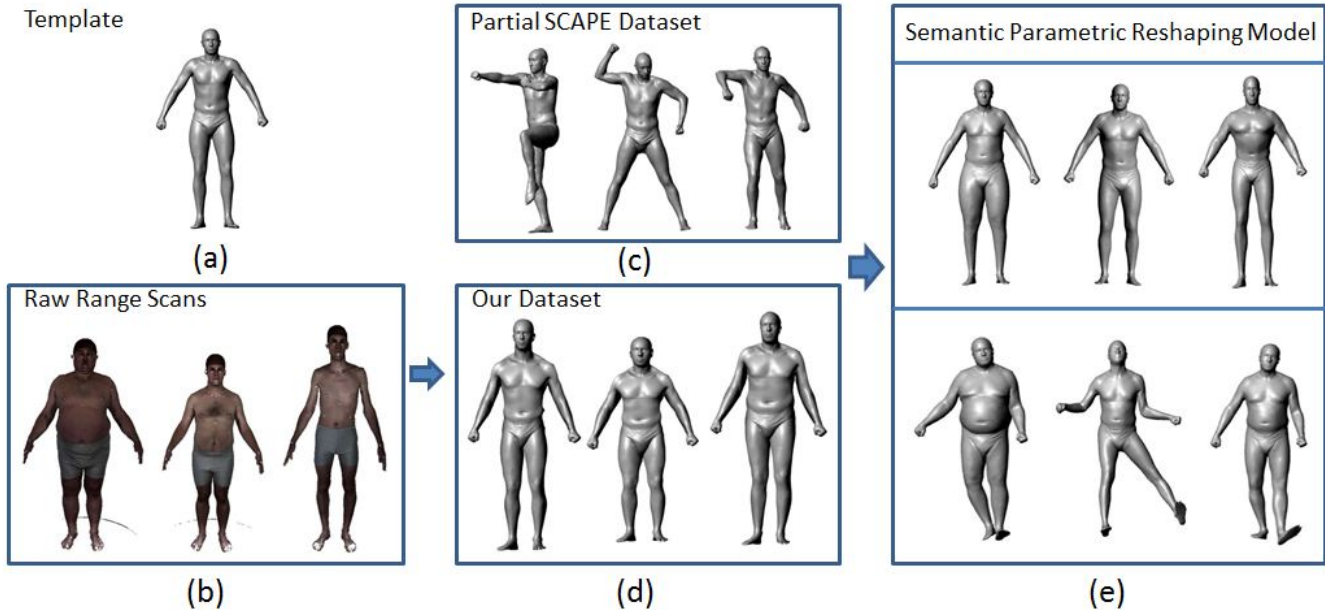 Template
(a)
Raw Range Scans
(b)
Partial SCAPE Dataset
(c)
Our Dataset
(d)
Semantic Parametric Reshaping Model
(e)